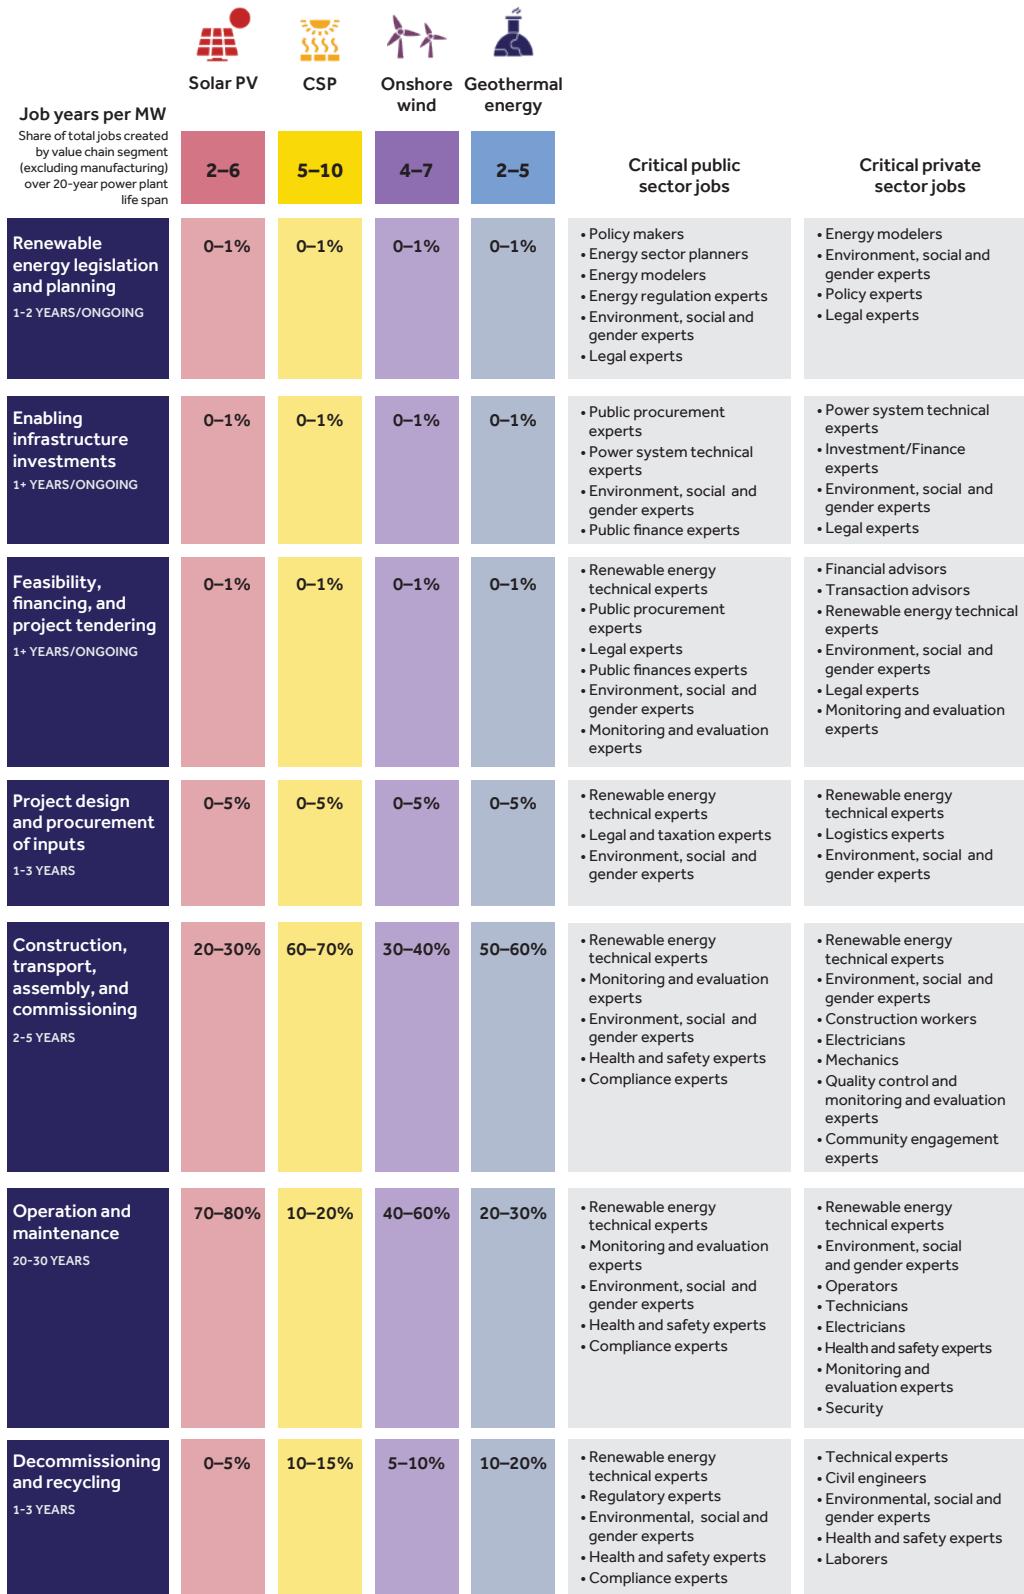 Solar PV
CSP
Onshore
wind
Geothermal
energy
Job years per MW
Share of total jobs created
by value chain segment
(excluding manufacturing)
over 20-year power plant
life span
2–6
5–10
4–7
2–5
Critical public
sector jobs
Critical private
sector jobs
Renewable
energy legislation
and planning
1-2 YEARS/ONGOING
0–1%
0–1%
0–1%
0–1%
• Policy makers
• Energy sector planners
• Energy modelers
• Energy regulation experts
• Environment, social and
gender experts
• Legal experts
• Energy modelers
• Environment, social and
gender experts
• Policy experts
• Legal experts
Enabling
infrastructure
investments
1+ YEARS/ONGOING
0–1%
0–1%
0–1%
0–1%
• Public procurement
experts
• Power system technical
experts
• Environment, social and
gender experts
• Public finance experts
• Power system technical
experts
• Investment/Finance
experts
• Environment, social and
gender experts
• Legal experts
Feasibility,
financing, and
project tendering
1+ YEARS/ONGOING
0–1%
0–1%
0–1%
0–1%
• Renewable energy
technical experts
• Public procurement
experts
• Legal experts
• Public finances experts
• Environment, social and
gender experts
• Monitoring and evaluation
experts
• Financial advisors
• Transaction advisors
• Renewable energy technical
experts
• Environment, social and
gender experts
• Legal experts
• Monitoring and evaluation
experts
Project design
and procurement
of inputs
1-3 YEARS
0–5%
0–5%
0–5%
0–5%
• Renewable energy
technical experts
• Legal and taxation experts
• Environment, social and
gender experts
• Renewable energy
technical experts
• Logistics experts
• Environment, social and
gender experts
Construction,
transport,
assembly, and
commissioning
2-5 YEARS
20–30%
60–70%
30–40%
50–60%
• Renewable energy
technical experts
• Monitoring and evaluation
experts
• Environment, social and
gender experts
• Health and safety experts
• Compliance experts
• Renewable energy
technical experts
• Environment, social and
gender experts
• Construction workers
• Electricians
• Mechanics
• Quality control and
monitoring and evaluation
experts
• Community engagement
experts
Operation and
maintenance
20-30 YEARS
70–80%
10–20%
40–60%
20–30%
• Renewable energy
technical experts
• Monitoring and evaluation
experts
• Environment, social and
gender experts
• Health and safety experts
• Compliance experts
• Renewable energy
technical experts
• Environment, social
and gender experts
• Operators
• Technicians
• Electricians
• Health and safety experts
• Monitoring and
evaluation experts
• Security
Decommissioning
and recycling
1-3 YEARS
0–5%
10–15%
5–10%
10–20%
• Renewable energy
technical experts
• Regulatory experts
• Environmental, social and
gender experts
• Health and safety experts
• Compliance experts
• Technical experts
• Civil engineers
• Environmental, social and
gender experts
• Health and safety experts
• Laborers